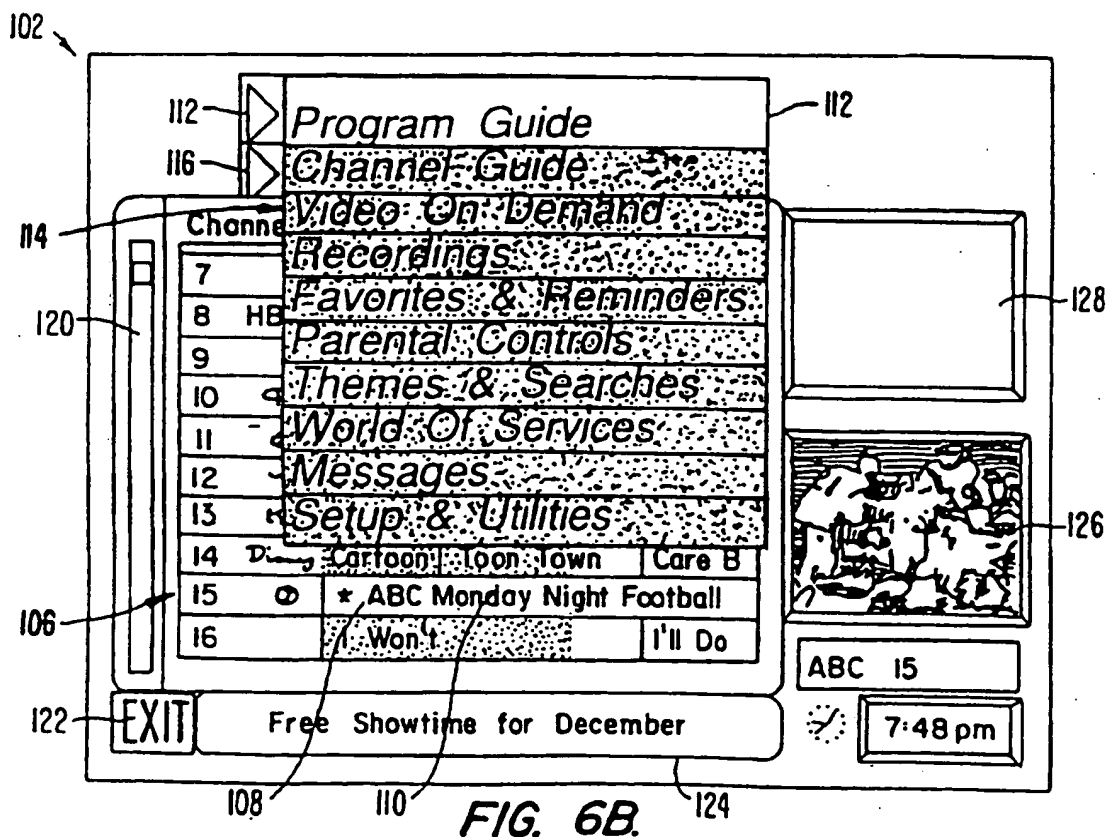 102
112
112
Program Guide
116
Channel Guide
114
Video On Demand
Channe
Recordings
7
Favorites & Reminders
128
8 HB
120
Parental Controls
9
Themes & Searches
10
World Of Services
11
Messages
12
Setup & Utilities
13
126
14 Disney Cartoon Toon Town Care B
15 * ABC Monday Night Football
106
16 I Won't I'll Do
ABC 15
122
EXIT
Free Showtime for December
7:48 pm
108
110
124
FIG. 6B.